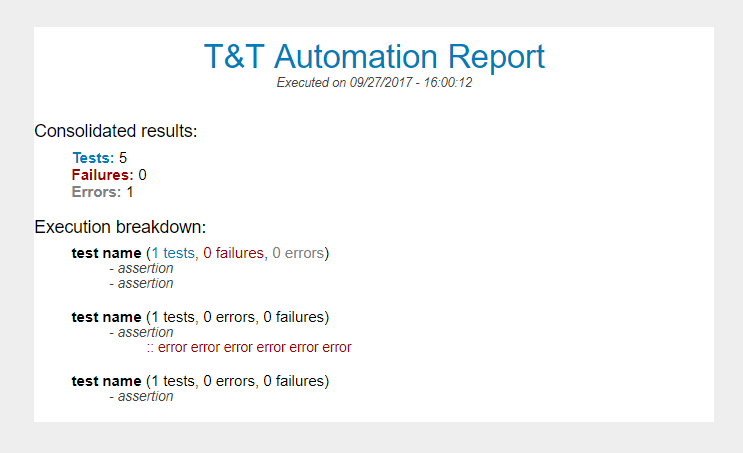 T&T Automation Report
Executed on 09/27/2017 - 16:00:12
Consolidated results:
Tests: 5
Failures: 0
Errors: 1
Execution breakdown:
test name (1 tests, 0 failures, 0 errors)
- assertion
- assertion
test name (1 tests, 0 errors, 0 failures)
- assertion
:: error error error error error error
test name (1 tests, 0 errors, 0 failures)
- assertion